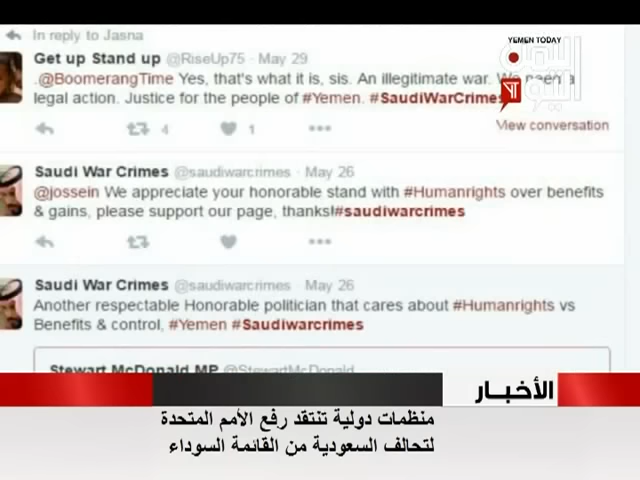 In reply to Jasna
Get up Stand up @RiseUp75 · May 29
.@BoomerangTime Yes, that's what it is, sis. An illegitimate war. We need a
legal action. Justice for the people of #Yemen. #SaudiWarCrimes
4 1
View conversation
Saudi War Crimes @saudiwarcrimes · May 26
@jossein We appreciate your honorable stand with #Humanrights over benefits
& gains, please support our page, thanks!#saudiwarcrimes
Saudi War Crimes @saudiwarcrimes · May 26
Another respectable Honorable politician that cares about #Humanrights vs
Benefits & control, #Yemen #Saudiwarcrimes
Stewart McDonald MP @StewartMcDonald
YEMEN TODAY
اليمن
اليوم
الأخبار
منظمات دولية تنتقد رفع الأمم المتحدة
لتحالف السعودية من القائمة السوداء